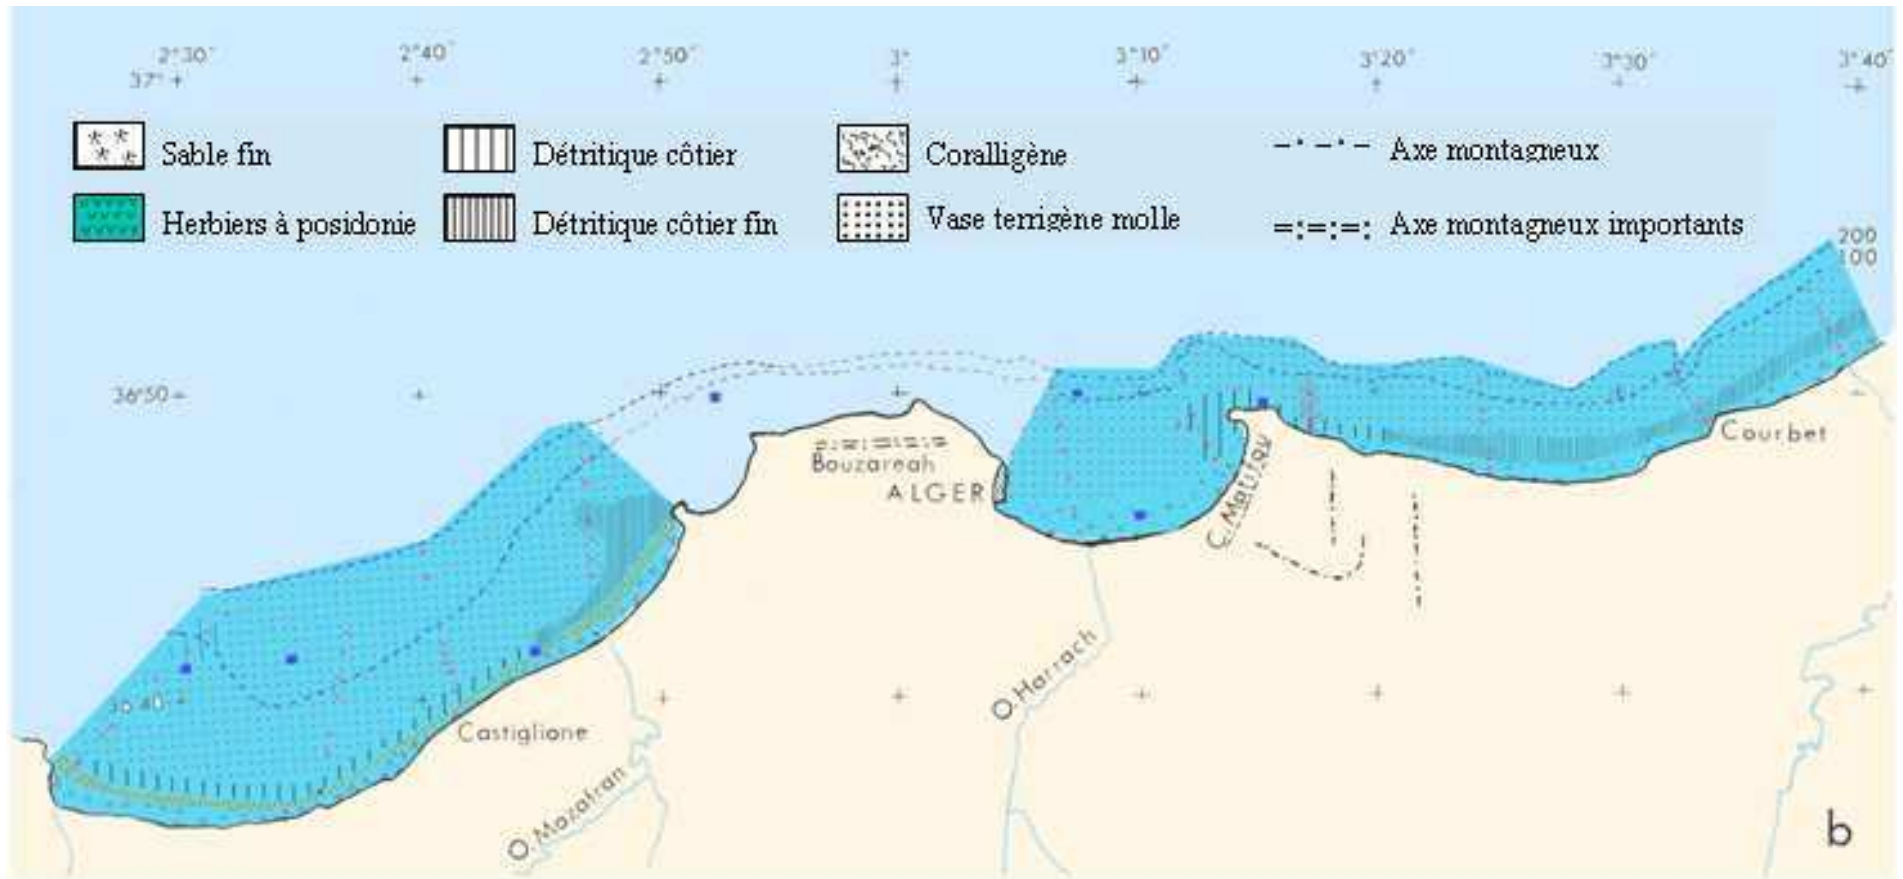 2°30' 2°40' 2°50' 3° 3°10' 3°20' 3°30' 3°40'
37°
Sable fin
Détritique côtier
Coralligène
Axe montagneux
Herbiers à posidonie
Détritique côtier fin
Vase terrigène molle
Axe montagneux importants
200
100
36°50
Bouzareah
ALGER
C. Matifou
Courbet
36 40
Castiglione
O. Mazafran
O. Harrach
b